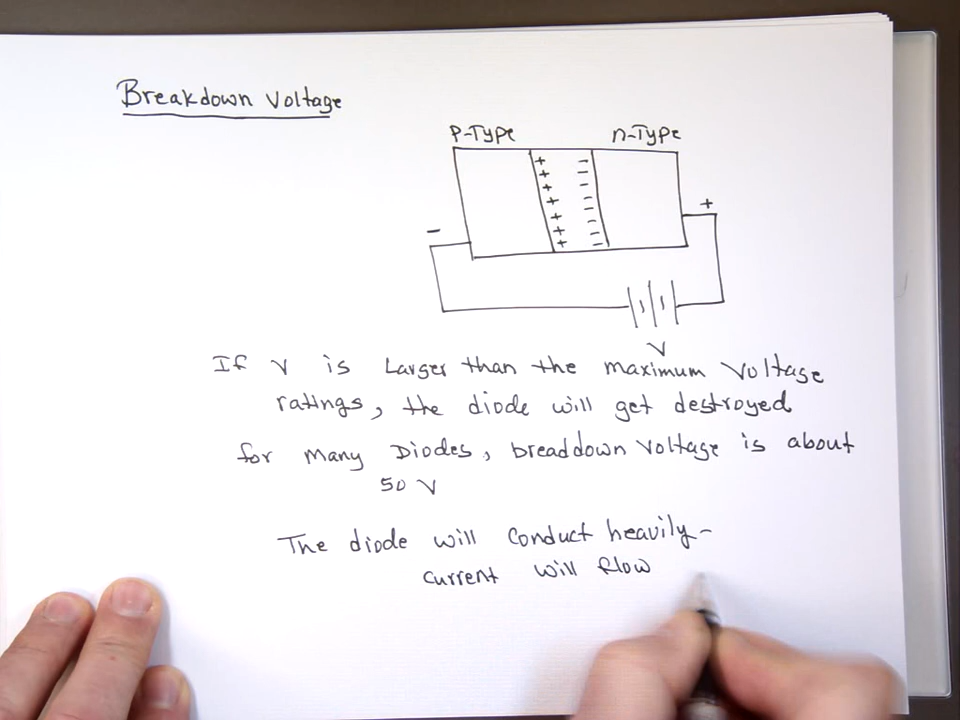 Breakdown Voltage
P-Type n-Type
+ -
+ -
+ -
+ -
+ -
+ -
+ -
- +
V
If V is Larger than the maximum Voltage
ratings, the diode will get destroyed
for many Diodes, breaddown voltage is about
50 V
The diode will conduct heavily-
current will flow